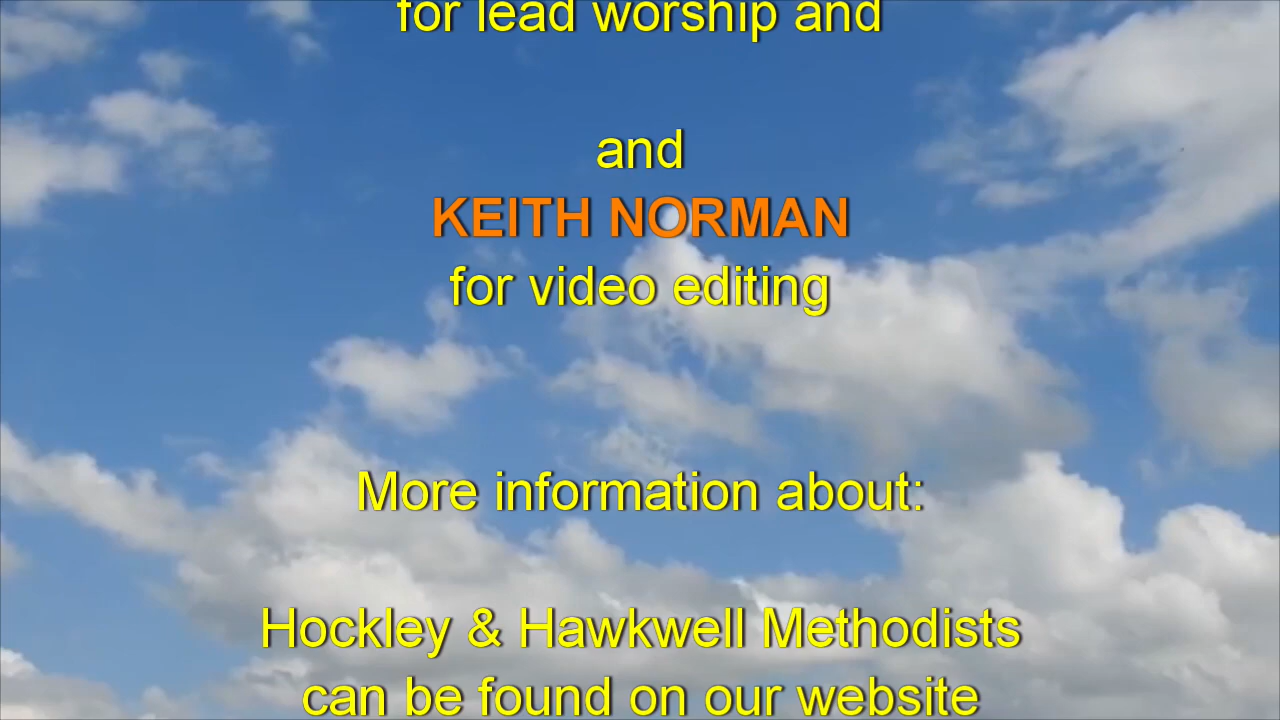 for lead worship and
and
KEITH NORMAN
for video editing
More information about:
Hockley & Hawkwell Methodists
can be found on our website